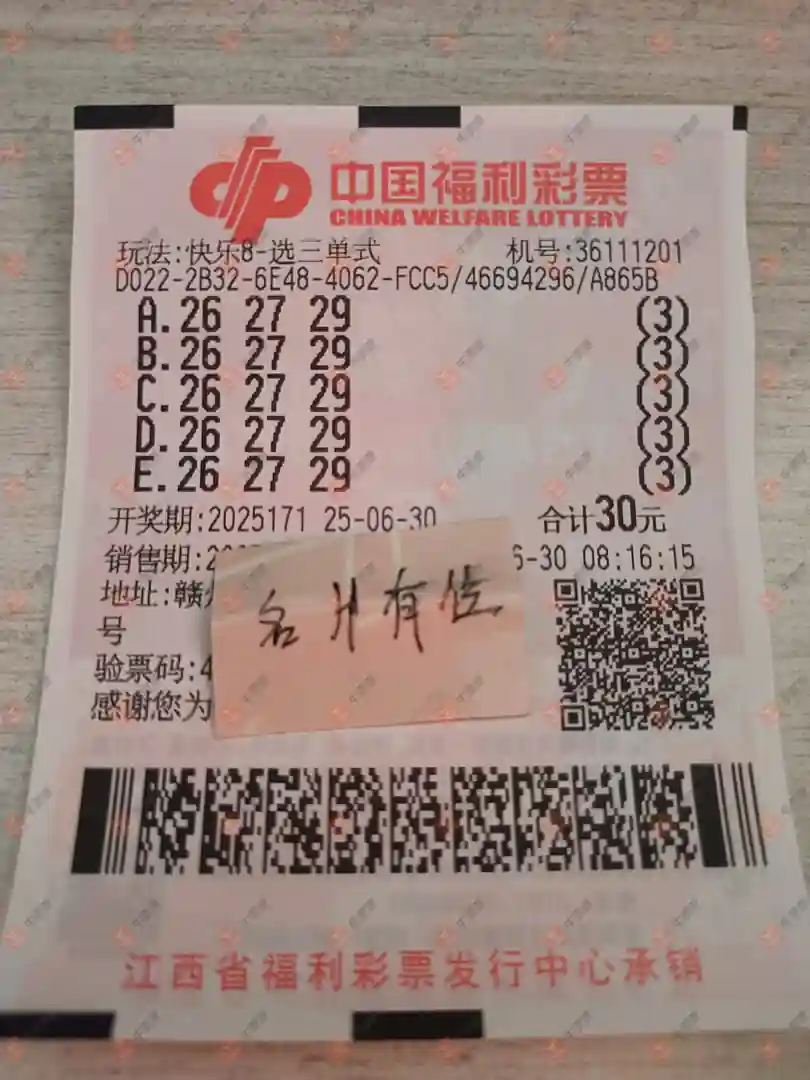 中国福利彩票
CHINA WELFARE LOTTERY
玩法:快乐8-选三单式 机号:36111201
D022-2B32-6E48-4062-FCC5/46694296/A865B
A.26 27 29 (3)
B.26 27 29 (3)
C.26 27 29 (3)
D.26 27 29 (3)
E.26 27 29 (3)
开奖期:2025171 25-06-30 合计30元
销售期:2 6-30 08:16:15
地址:赣
号
验票码:4
感谢您为
名片有位
江西省福利彩票发行中心承销